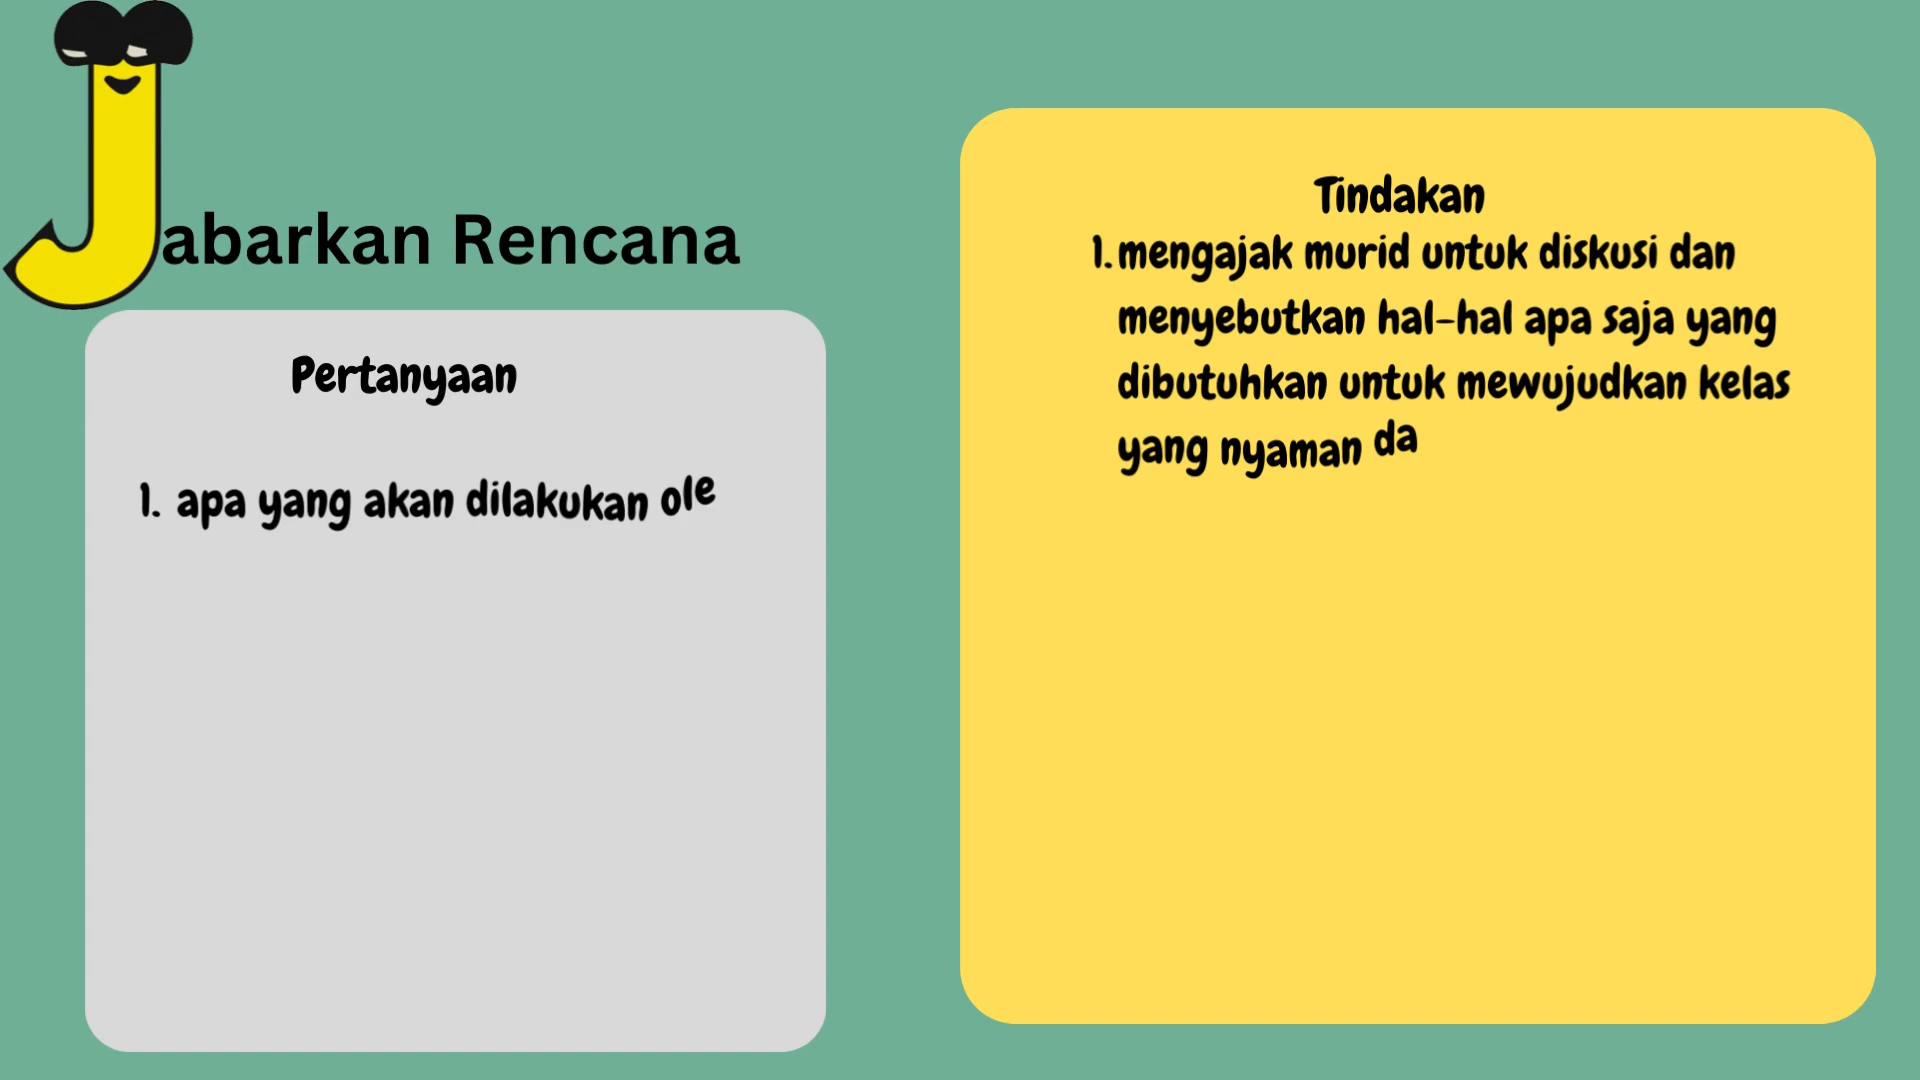 Jabarkan Rencana
Pertanyaan
1. apa yang akan dilakukan ole
Tindakan
1. mengajak murid untuk diskusi dan
menyebutkan hal-hal apa saja yang
dibutuhkan untuk mewujudkan kelas
yang nyaman da